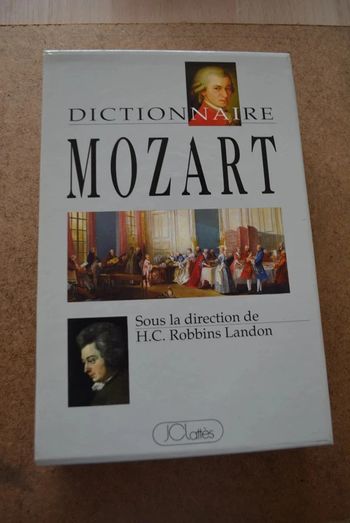 DICTIONNAIRE
MOZART
Sous la direction de
H.C. Robbins Landon
JClattès